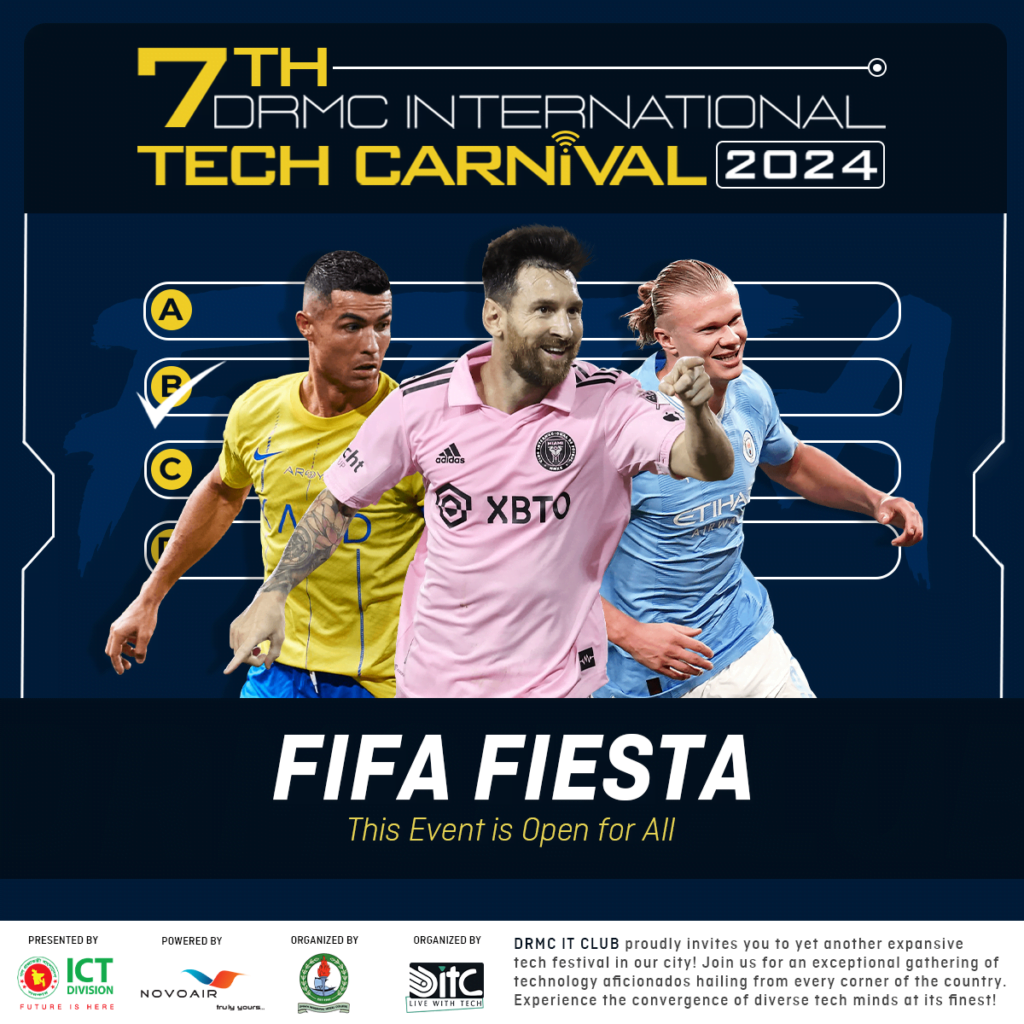 7TH
DRMC INTERNATIONAL
TECH CARNIVAL 2024
A
B
C
adidas
XBTO
ETIHAD
AIRWAYS
FIFA FIESTA
This Event is Open for All
PRESENTED BY
ICT
DIVISION
FUTURE IS HERE
POWERED BY
NOVOAIR
truly yours...
ORGANIZED BY
ORGANIZED BY
DITC
LIVE WITH TECH
DRMC IT CLUB proudly invites you to yet another expansive
tech festival in our city! Join us for an exceptional gathering of
technology aficionados hailing from every corner of the country.
Experience the convergence of diverse tech minds at its finest!